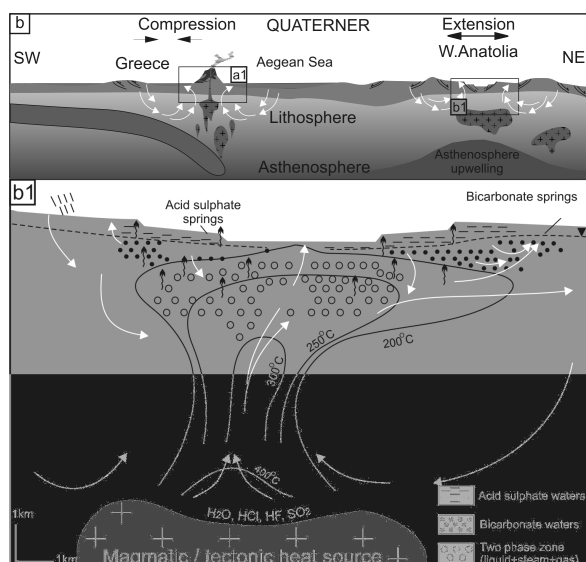 b
Compression
QUATERNER
Extension
SW
Greece
a1
Aegean Sea
W.Anatolia
NE
Lithosphere
b1
Asthenosphere
Asthenosphere
upwelling
b1
Acid sulphate
springs
Bicarbonate springs
250°C
200°C
300°C
400°C
H2O, HCl, HF, SO2
Magmatic / tectonic heat source
1km
1km
Acid sulphate waters
Bicarbonate waters
Two phase zone
(liquid+steam+gas)